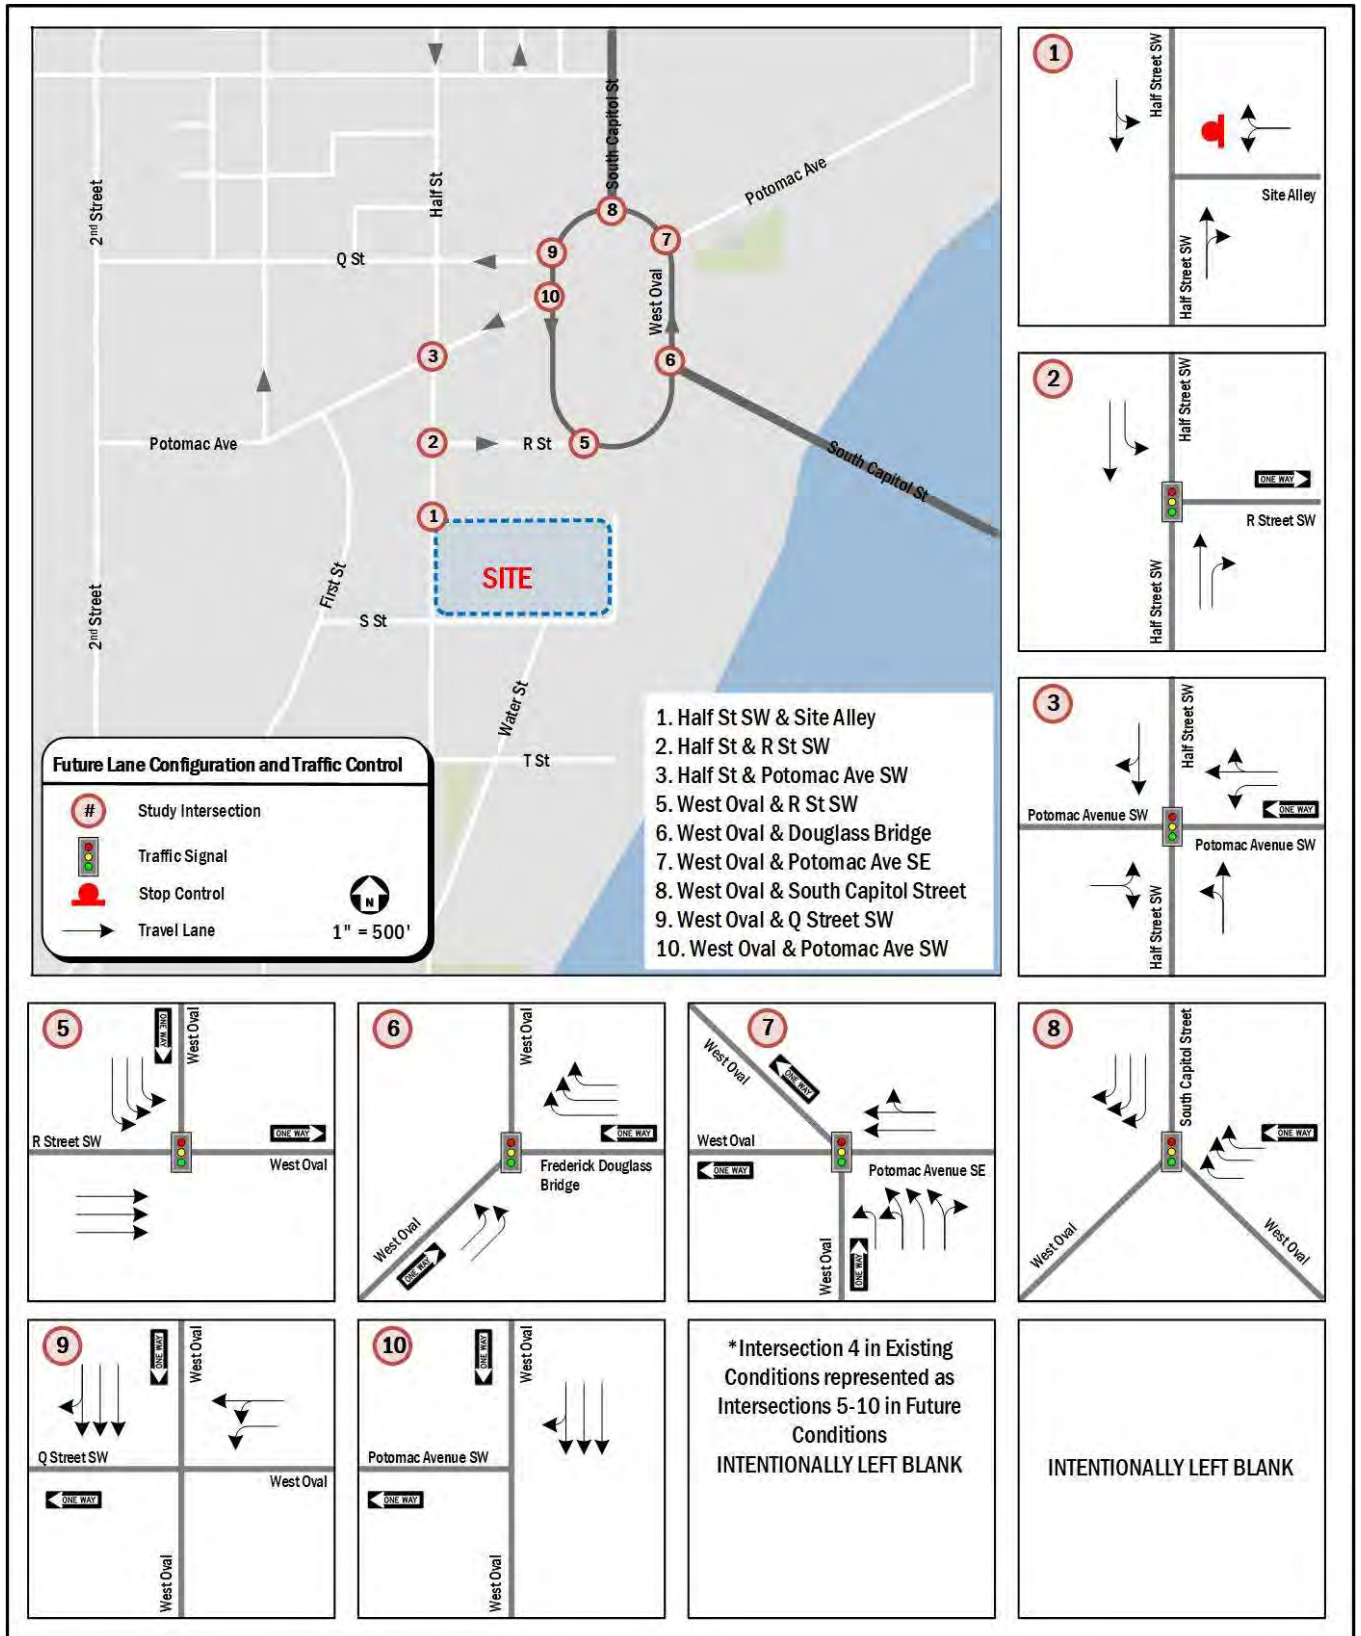 South Capitol St
Half St
2nd Street
Potomac Ave
8
7
9
Q St
10
West Oval
3
6
Potomac Ave
2
R St
5
South Capitol St
1
SITE
First St
2nd Street
S St
Water St
T St
Future Lane Configuration and Traffic Control
# Study Intersection
Traffic Signal
Stop Control
Travel Lane
N
1" = 500'
1. Half St SW & Site Alley
2. Half St & R St SW
3. Half St & Potomac Ave SW
5. West Oval & R St SW
6. West Oval & Douglass Bridge
7. West Oval & Potomac Ave SE
8. West Oval & South Capitol Street
9. West Oval & Q Street SW
10. West Oval & Potomac Ave SW
1
Half Street SW
Site Alley
Half Street SW
2
Half Street SW
ONE WAY
R Street SW
Half Street SW
3
Half Street SW
ONE WAY
Potomac Avenue SW
Potomac Avenue SW
Half Street SW
5
ONE WAY
West Oval
R Street SW
ONE WAY
West Oval
6
West Oval
ONE WAY
Frederick Douglass
Bridge
West Oval
ONE WAY
7
West Oval
ONE WAY
West Oval
ONE WAY
Potomac Avenue SE
West Oval
ONE WAY
8
South Capitol Street
ONE WAY
West Oval
West Oval
9
ONE WAY
West Oval
Q Street SW
West Oval
ONE WAY
West Oval
10
ONE WAY
West Oval
Potomac Avenue SW
ONE WAY
West Oval
*Intersection 4 in Existing
Conditions represented as
Intersections 5-10 in Future
Conditions
INTENTIONALLY LEFT BLANK
INTENTIONALLY LEFT BLANK